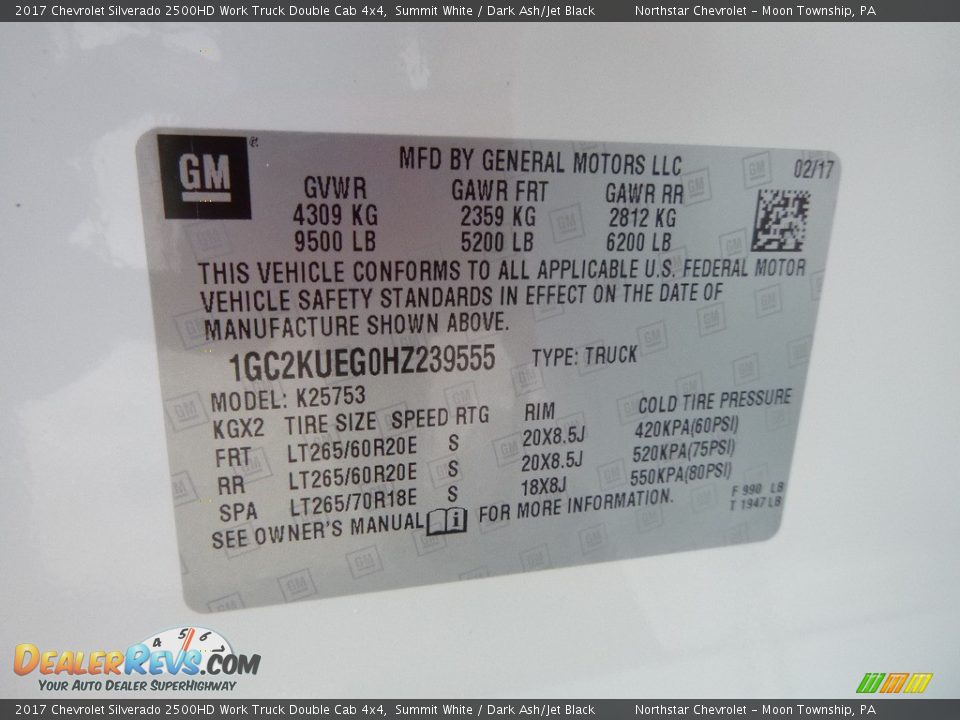 2017 Chevrolet Silverado 2500HD Work Truck Double Cab 4x4, Summit White / Dark Ash/Jet Black Northstar Chevrolet - Moon Township, PA
GM ®
MFD BY GENERAL MOTORS LLC 02/17
GVWR GAWR FRT GAWR RR
4309 KG 2359 KG 2812 KG
9500 LB 5200 LB 6200 LB
THIS VEHICLE CONFORMS TO ALL APPLICABLE U.S. FEDERAL MOTOR
VEHICLE SAFETY STANDARDS IN EFFECT ON THE DATE OF
MANUFACTURE SHOWN ABOVE.
1GC2KUEG0HZ239555 TYPE: TRUCK
MODEL: K25753
KGX2 TIRE SIZE SPEED RTG RIM COLD TIRE PRESSURE
FRT LT265/60R20E S 20X8.5J 420KPA(60PSI)
RR LT265/60R20E S 20X8.5J 520KPA(75PSI)
SPA LT265/70R18E S 18X8J 550KPA(80PSI)
SEE OWNER'S MANUAL i FOR MORE INFORMATION.
F 990 LB
T 1947 LB
4 5 6 7
DEALERREVS.COM
YOUR AUTO DEALER SUPERHIGHWAY
2017 Chevrolet Silverado 2500HD Work Truck Double Cab 4x4, Summit White / Dark Ash/Jet Black Northstar Chevrolet - Moon Township, PA